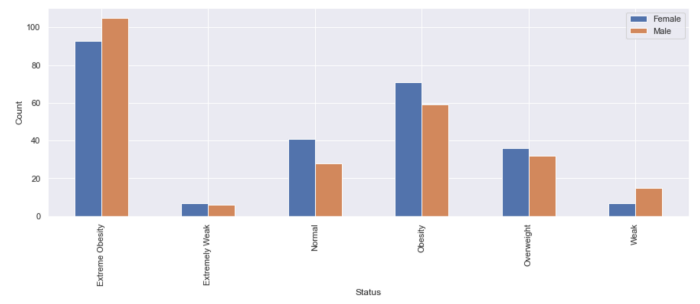 Female
Male
Count
100
80
60
40
20
0
Extreme Obesity
Extremely Weak
Normal
Obesity
Overweight
Weak
Status